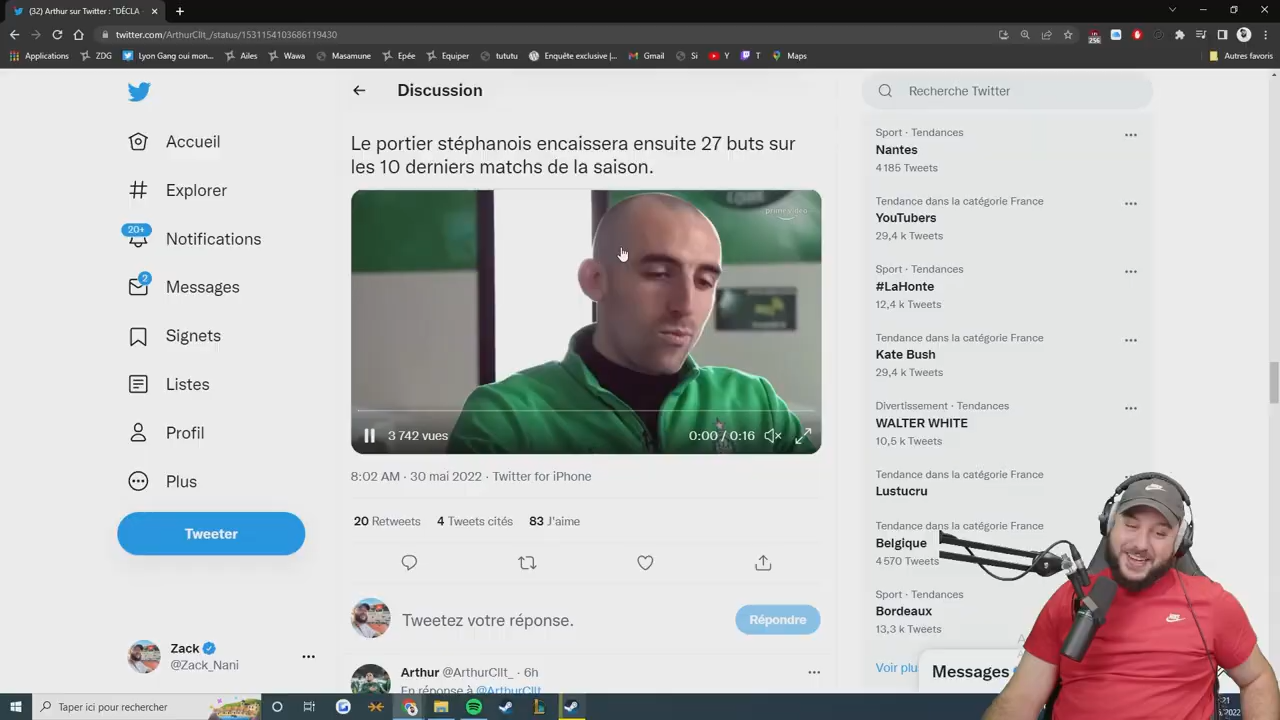 (32) Arthur sur Twitter : "DÉCLA
twitter.com/ArthurClit_/status/1531154103686119430
Applications
ZDG
Lyon Gang oui mon...
Ailes
Wawa
Masamune
Epée
Equiper
tututu
Enquête exclusive |...
Gmail
Si
Y
T
Maps
Autres favoris
Discussion
Recherche Twitter
Accueil
Explorer
20+
Notifications
2
Messages
Signets
Listes
Profil
Plus
Tweeter
Zack
@Zack_Nani
Le portier stéphanois encaissera ensuite 27 buts sur
les 10 derniers matchs de la saison.
prime video
3 742 vues
0:00 / 0:16
8:02 AM · 30 mai 2022 · Twitter for iPhone
20 Retweets 4 Tweets cités 83 J'aime
Tweetez votre réponse.
Répondre
Arthur @ArthurClit_ · 6h
En réponse à @ArthurClit_
Sport · Tendances
Nantes
4 185 Tweets
Tendance dans la catégorie France
YouTubers
29,4 k Tweets
Sport · Tendances
#LaHonte
12,4 k Tweets
Tendance dans la catégorie France
Kate Bush
29,4 k Tweets
Divertissement · Tendances
WALTER WHITE
10,5 k Tweets
Tendance dans la catégorie France
Lustucru
Tendance dans la catégorie France
Belgique
4 570 Tweets
Sport · Tendances
Bordeaux
13,3 k Tweets
Voir plu
Messages
Taper ici pour rechercher